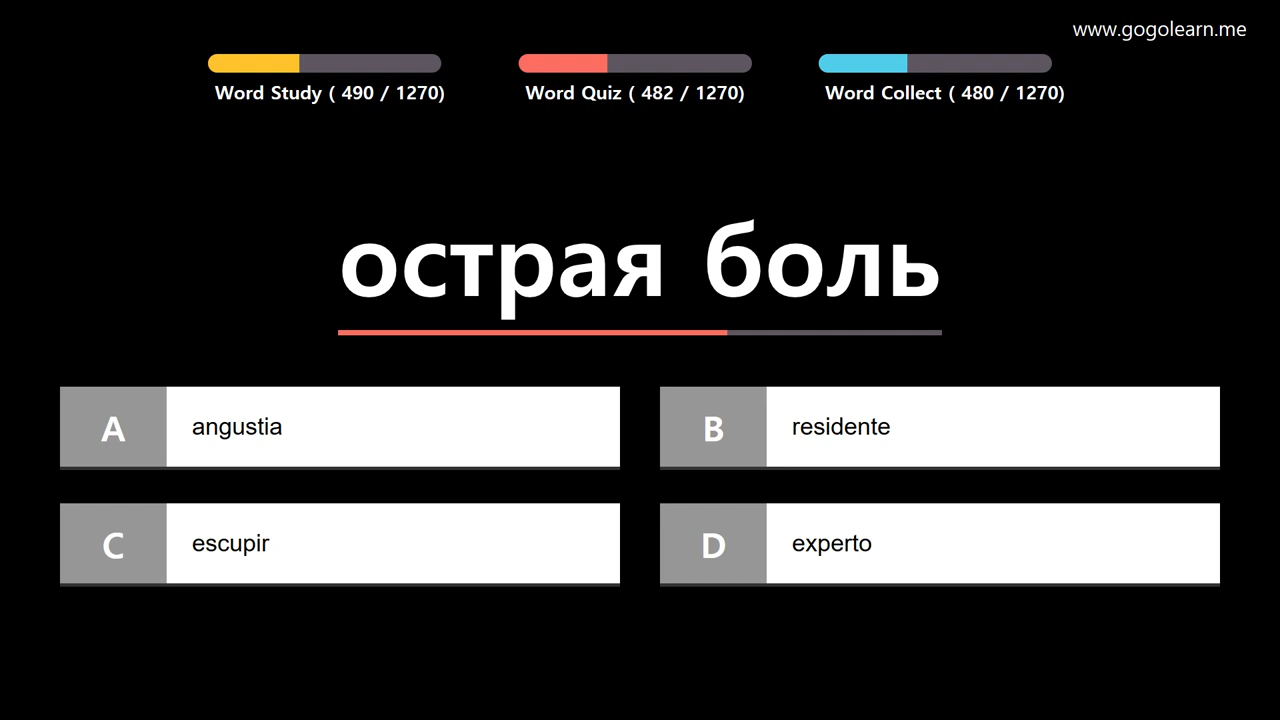 www.gogolearn.me
Word Study ( 490 / 1270)
Word Quiz ( 482 / 1270)
Word Collect ( 480 / 1270)
острая боль
A angustia
B residente
C escupir
D experto